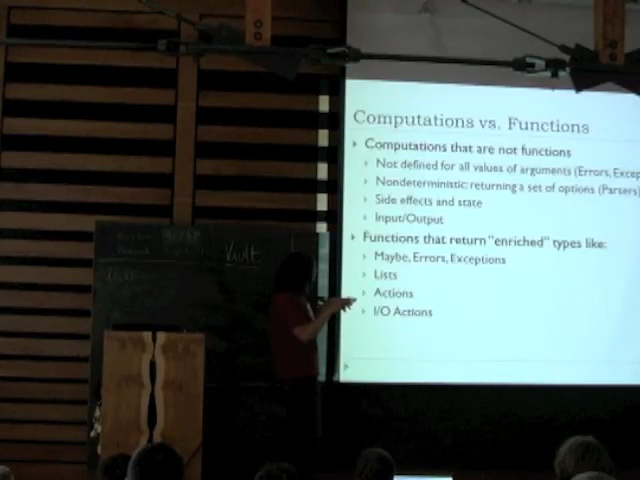 Computations vs. Functions
Computations that are not functions
Not defined for all values of arguments (Errors, Excep
Nondeterministic: returning a set of options (Parsers)
Side effects and state
Input/Output
Functions that return "enriched" types like:
Maybe, Errors, Exceptions
Lists
Actions
I/O Actions
VAULT